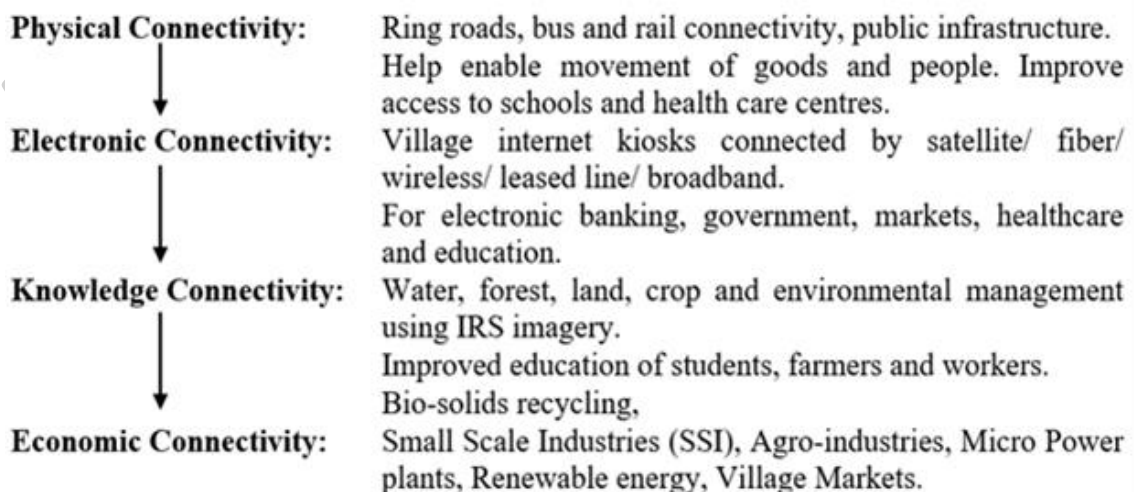 Physical Connectivity: Ring roads, bus and rail connectivity, public infrastructure.
Help enable movement of goods and people. Improve
access to schools and health care centres.
Electronic Connectivity: Village internet kiosks connected by satellite/ fiber/
wireless/ leased line/ broadband.
For electronic banking, government, markets, healthcare
and education.
Knowledge Connectivity: Water, forest, land, crop and environmental management
using IRS imagery.
Improved education of students, farmers and workers.
Bio-solids recycling,
Economic Connectivity: Small Scale Industries (SSI), Agro-industries, Micro Power
plants, Renewable energy, Village Markets.